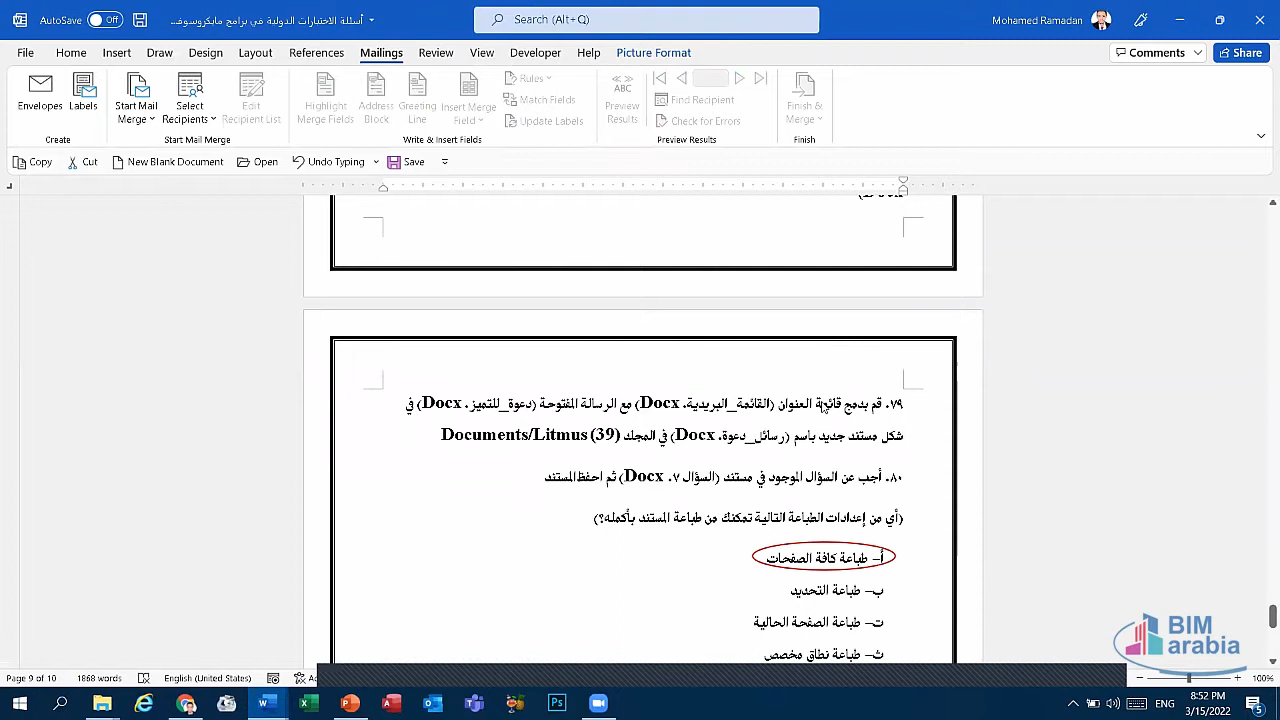 AutoSave Off
أسئلة الاختبارات الدولية في برامج مايكروسوف...
Search (Alt+Q)
Mohamed Ramadan
File Home Insert Draw Design Layout References Mailings Review View Developer Help Picture Format
Comments Share
Envelopes Labels Start Mail Merge Select Recipients Edit Recipient List Highlight Merge Fields Address Block Greeting Line Insert Merge Field Rules Match Fields Update Labels Preview Results Find Recipient Check for Errors Finish & Merge
Create Start Mail Merge Write & Insert Fields Preview Results Finish
Copy Cut New Blank Document Open Undo Typing Save
٧٩. قم بدمج قائمة العنوان (القائمة_البريدية. Docx) مع الرسالة المفتوحة (دعوة_للتميز. Docx) في
شكل مستند جديد باسم (رسائل_دعوة. Docx) في المجلد Documents/Litmus (39)
٨٠. أجب عن السؤال الموجود في مستند (السؤال ٧. Docx) ثم احفظ المستند
(أي من إعدادات الطباعة التالية تمكنك من طباعة المستند بأكمله؟)
أ– طباعة كافة الصفحات
ب– طباعة التحديد
ت– طباعة الصفحة الحالية
ث– طباعة نطاق مخصص
BIM
arabia
Page 9 of 10 1868 words English (United States) 100%
ENG
8:52 PM
3/15/2022
5